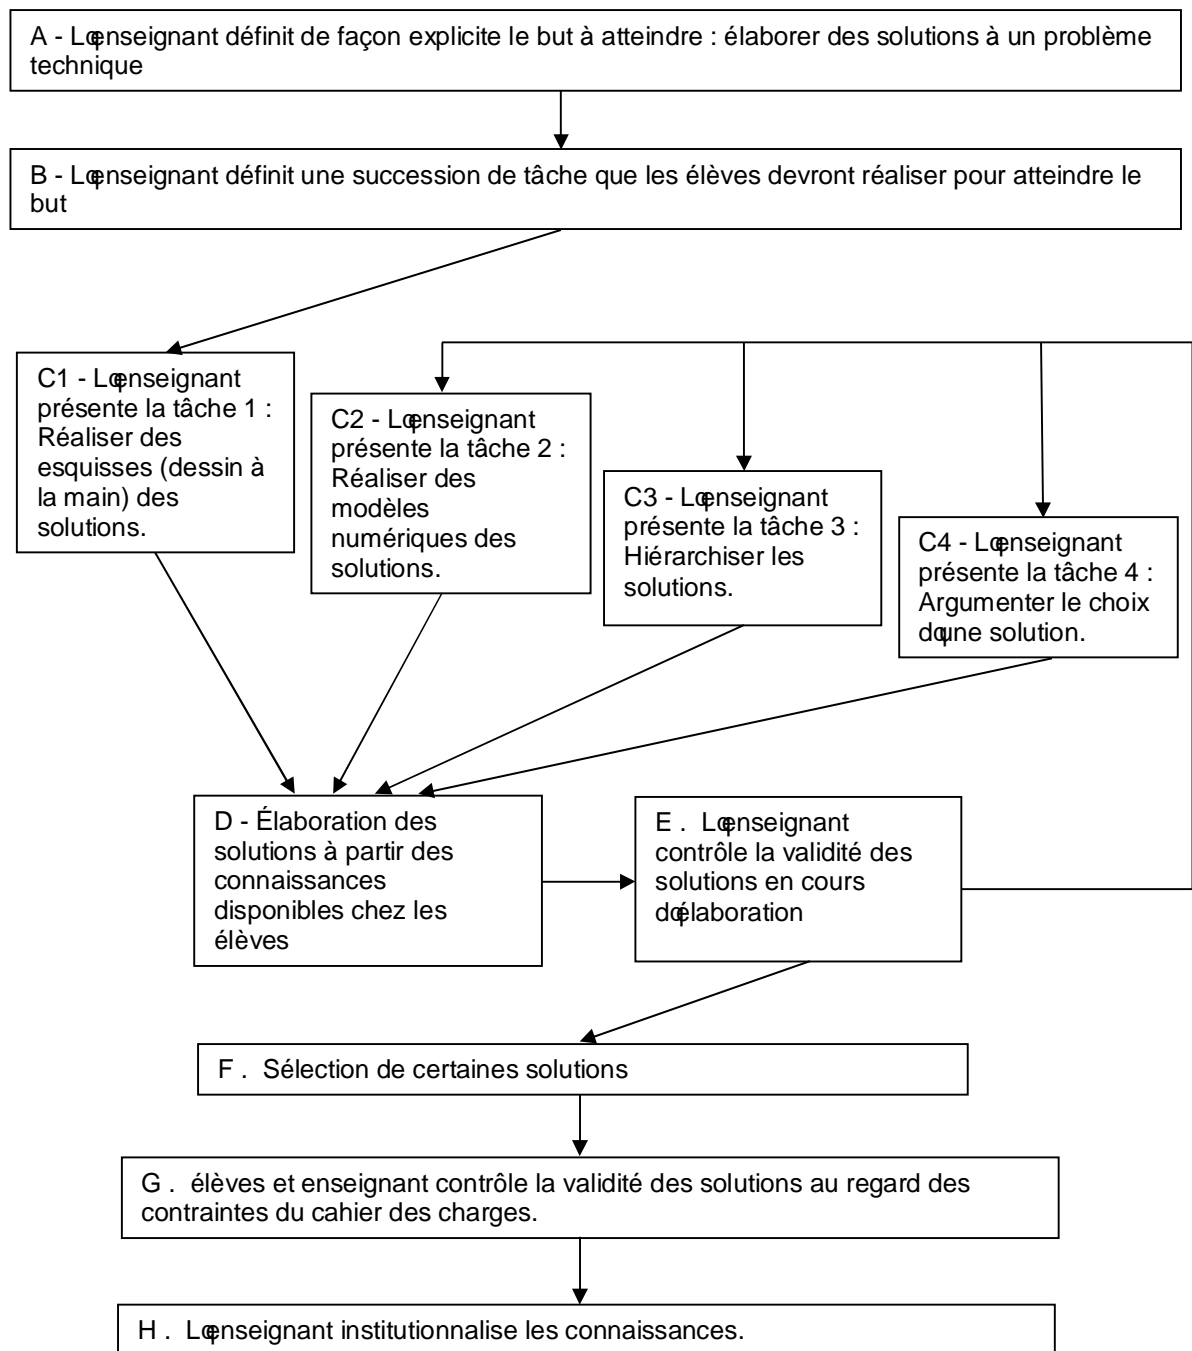 A - L'enseignant définit de façon explicite le but à atteindre : élaborer des solutions à un problème
technique
B - L'enseignant définit une succession de tâche que les élèves devront réaliser pour atteindre le
but
C1 - L'enseignant
présente la tâche 1 :
Réaliser des
esquisses (dessin à
la main) des
solutions.
C2 - L'enseignant
présente la tâche 2 :
Réaliser des
modèles
numériques des
solutions.
C3 - L'enseignant
présente la tâche 3 :
Hiérarchiser les
solutions.
C4 - L'enseignant
présente la tâche 4 :
Argumenter le choix
d'une solution.
D - Élaboration des
solutions à partir des
connaissances
disponibles chez les
élèves
E . L'enseignant
contrôle la validité des
solutions en cours
d'élaboration
F . Sélection de certaines solutions
G . élèves et enseignant contrôle la validité des solutions au regard des
contraintes du cahier des charges.
H . L'enseignant institutionnalise les connaissances.